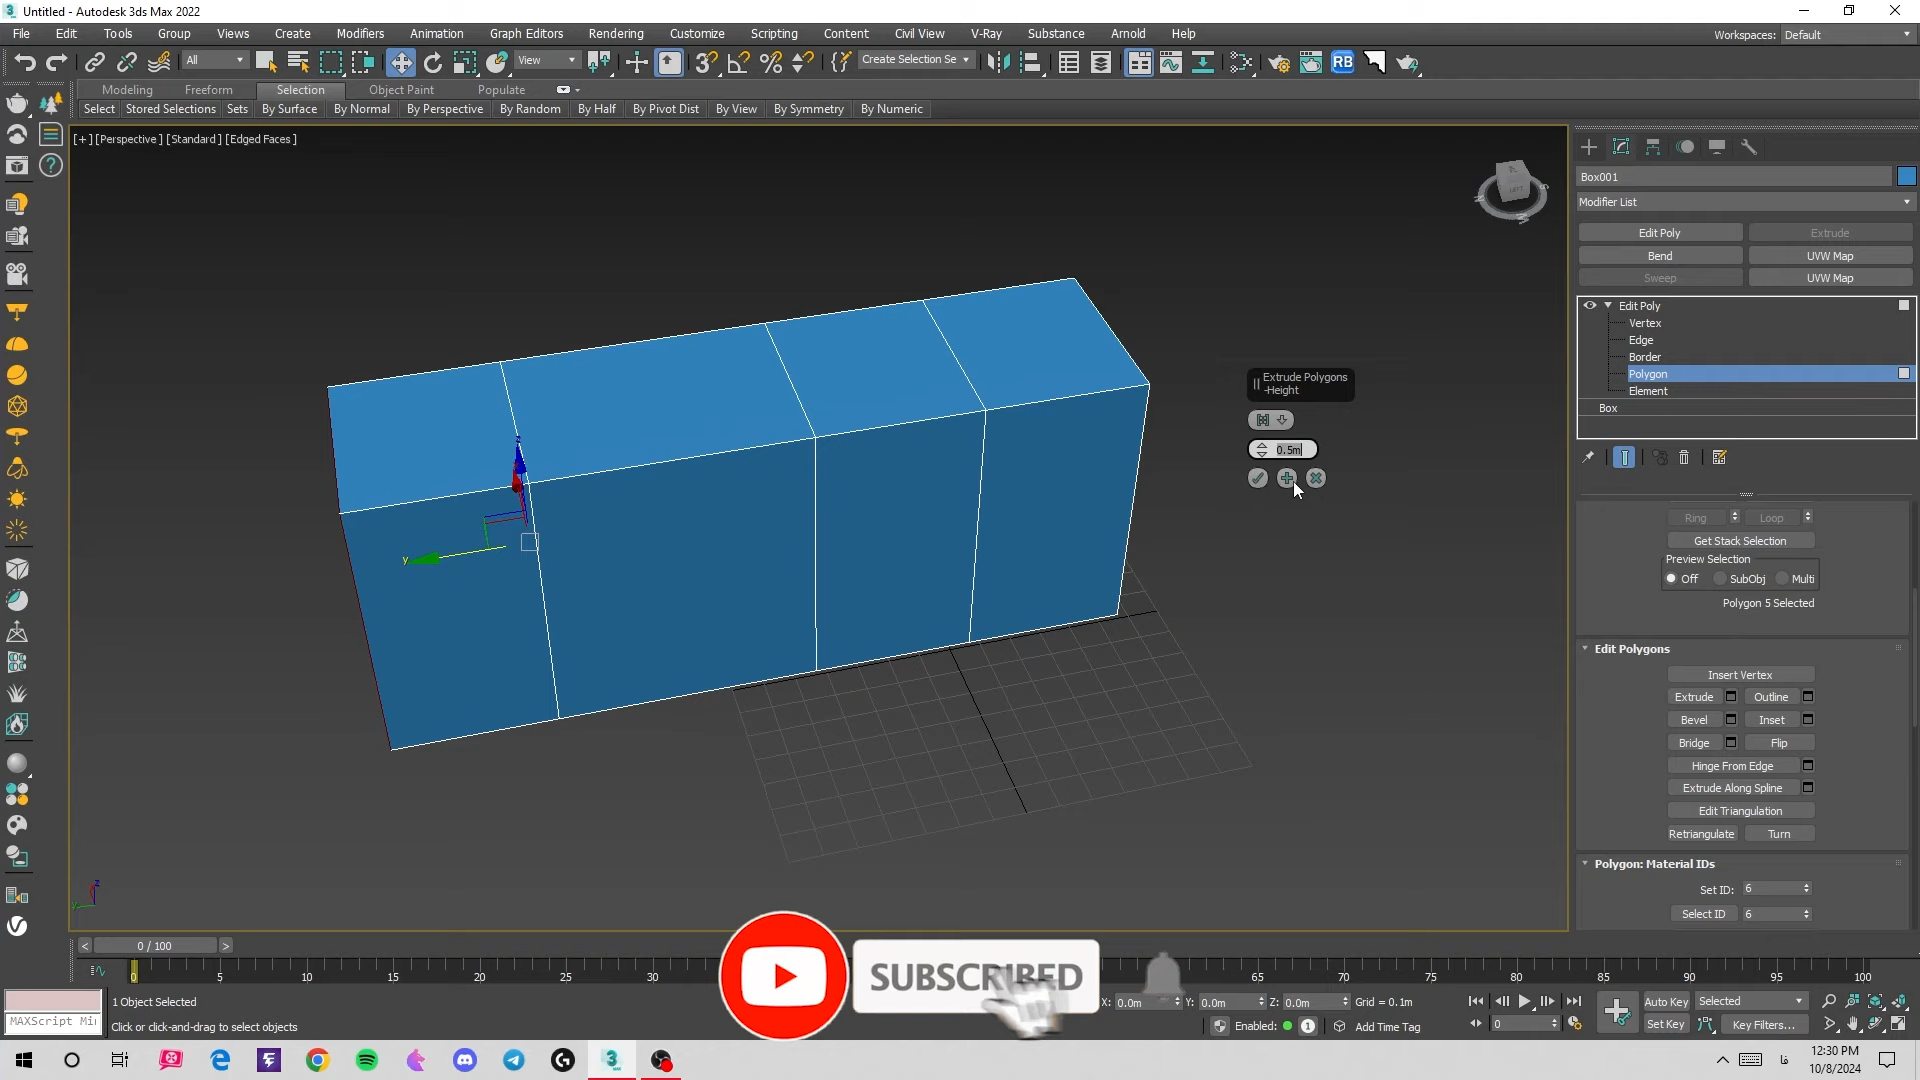 Untitled - Autodesk 3ds Max 2022
File Edit Tools Group Views Create Modifiers Animation Graph Editors Rendering Customize Scripting Content Civil View V-Ray Substance Arnold Help
Workspaces: Default
All View Create Selection Se RB
Modeling Freeform Selection Object Paint Populate
Select Stored Selection Sets By Surface By Normal By Perspective By Random By Half By Pivot Dist By View By Symmetry By Numeric
[+] [Perspective ] [Standard ] [Edged Faces ]
Box001
Modifier List
Edit Poly Extrude
Bend UVW Map
Sweep UVW Map
Edit Poly
Vertex
Edge
Border
Polygon
Element
Box
Extrude Polygons
-Height
0.5m
Ring Loop
Get Stack Selection
Preview Selection
Off SubObj Multi
Polygon 5 Selected
Edit Polygons
Insert Vertex
Extrude Outline
Bevel Inset
Bridge Flip
Hinge From Edge
Extrude Along Spline
Edit Triangulation
Retriangulate Turn
Polygon: Material IDs
Set ID: 6
Select ID 6
z
y
z
y
< 0 / 100 >
0 5 10 15 20 25 30 65 70 75 80 85 90 95 100
SUBSCRIBED
1 Object Selected
MAXScript Mi
Click or click-and-drag to select objects
X: 0.0m Y: 0.0m Z: 0.0m Grid = 0.1m
Enabled: 1 Add Time Tag
0
Auto Key Selected
Set Key Key Filters...
فا
12:30 PM
10/8/2024